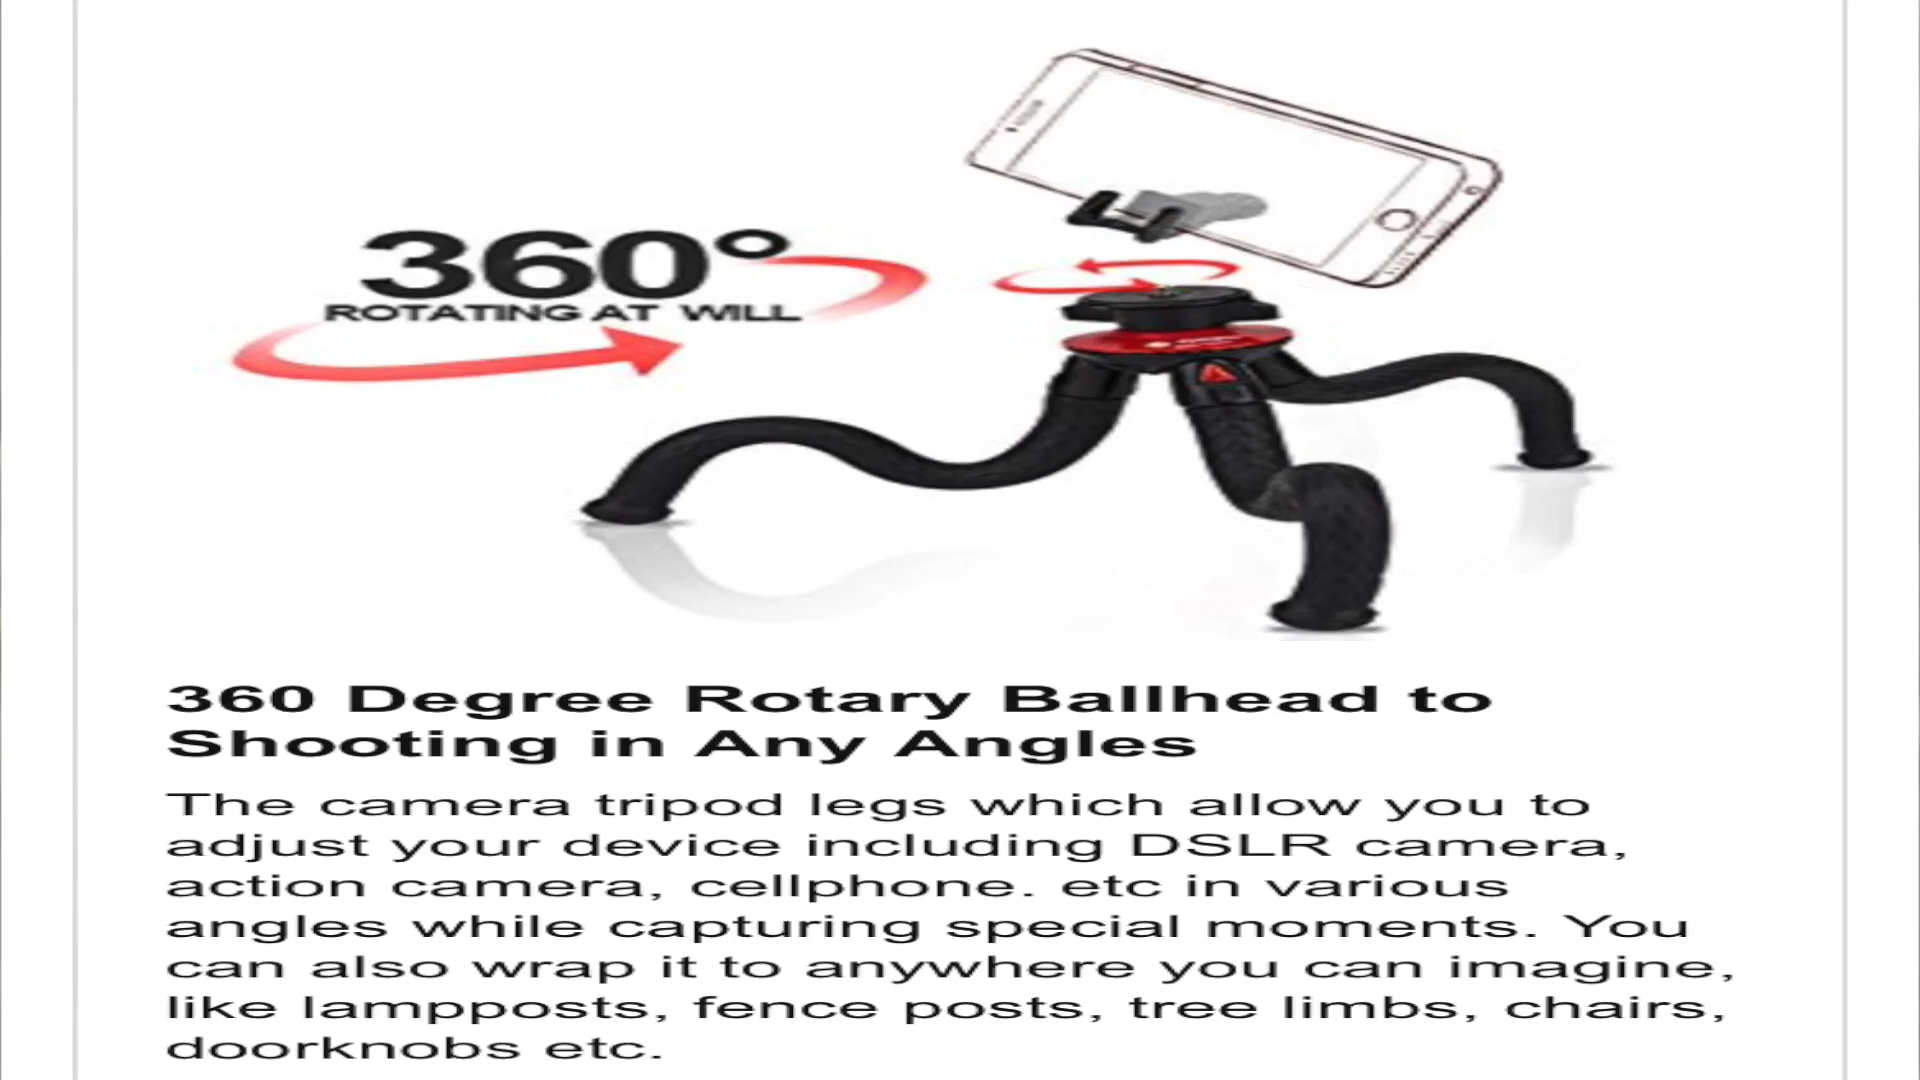 360°
ROTATING AT WILL
360 Degree Rotary Ballhead to
Shooting in Any Angles
The camera tripod legs which allow you to
adjust your device including DSLR camera,
action camera, cellphone. etc in various
angles while capturing special moments. You
can also wrap it to anywhere you can imagine,
like lampposts, fence posts, tree limbs, chairs,
doorknobs etc.